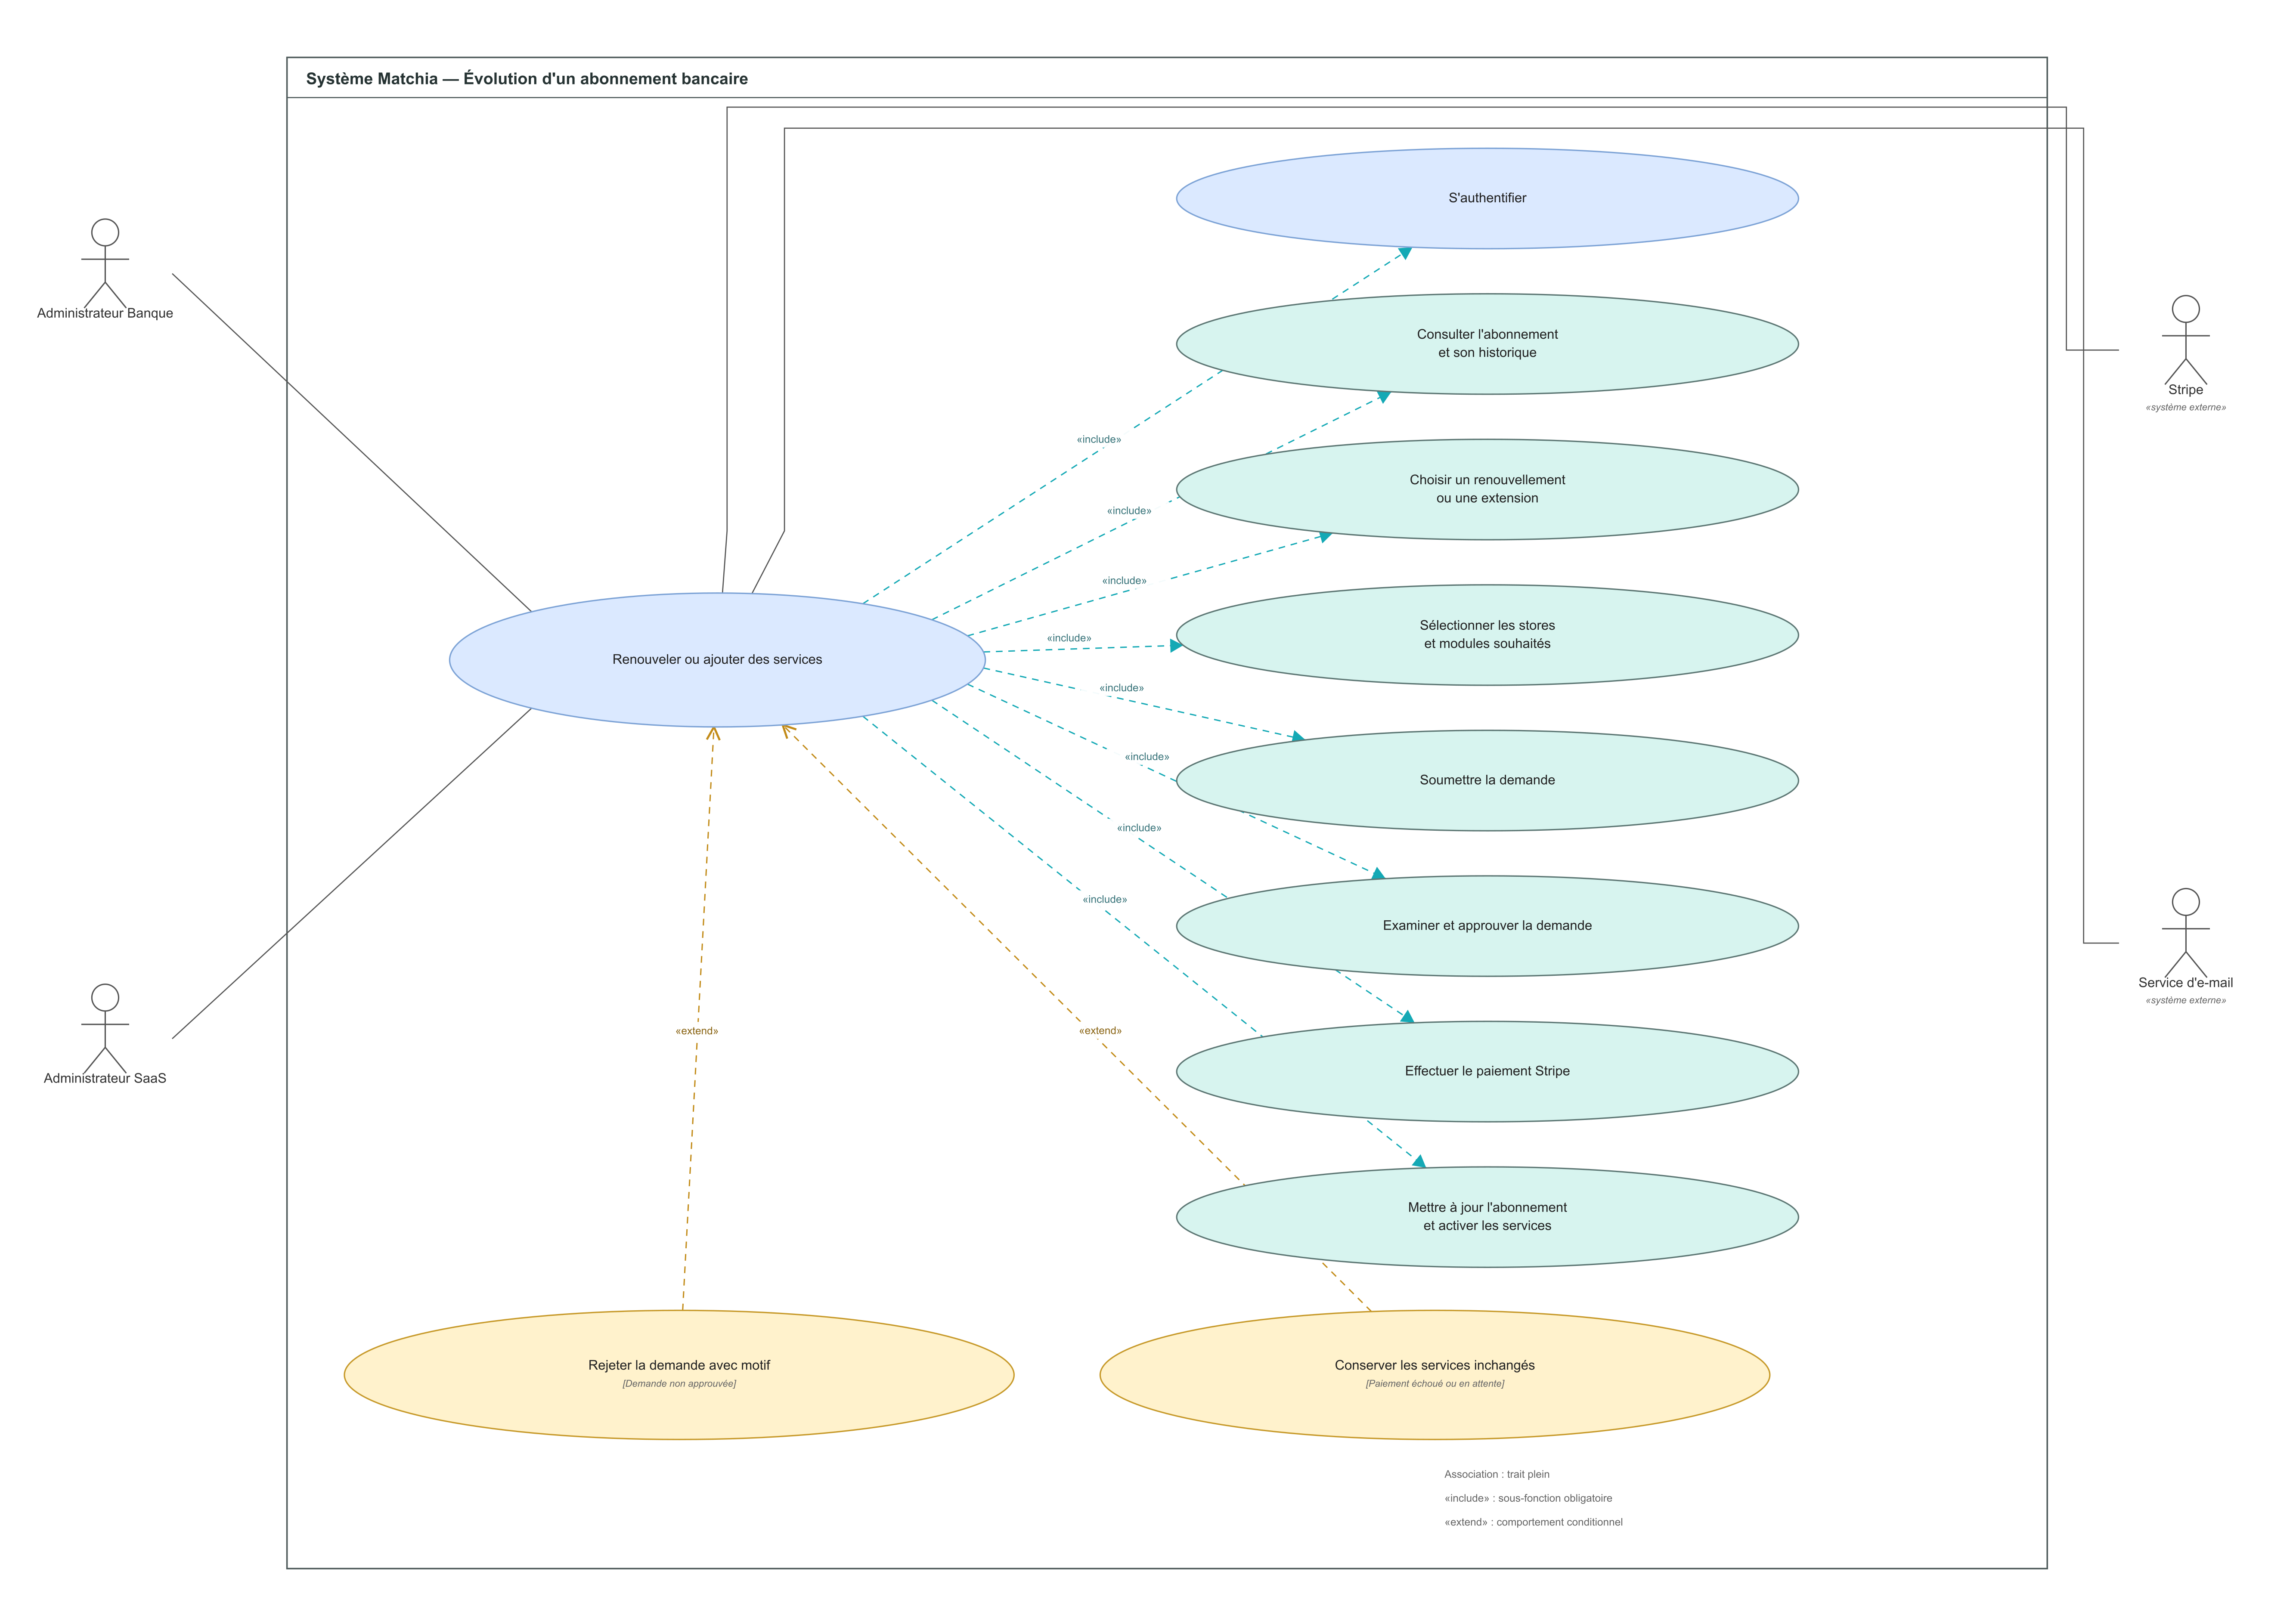 Système Matchia — Évolution d'un abonnement bancaire
S'authentifier
Administrateur Banque
Consulter l'abonnement
et son historique
Stripe
«système externe»
«include»
Choisir un renouvellement
ou une extension
«include»
«include»
Sélectionner les stores
et modules souhaités
«include»
Renouveler ou ajouter des services
«include»
«include»
Soumettre la demande
«include»
«include»
Examiner et approuver la demande
Service d'e-mail
«système externe»
«extend»
«extend»
Effectuer le paiement Stripe
Administrateur SaaS
Mettre à jour l'abonnement
et activer les services
Rejeter la demande avec motif
[Demande non approuvée]
Conserver les services inchangés
[Paiement échoué ou en attente]
Association : trait plein
«include» : sous-fonction obligatoire
«extend» : comportement conditionnel